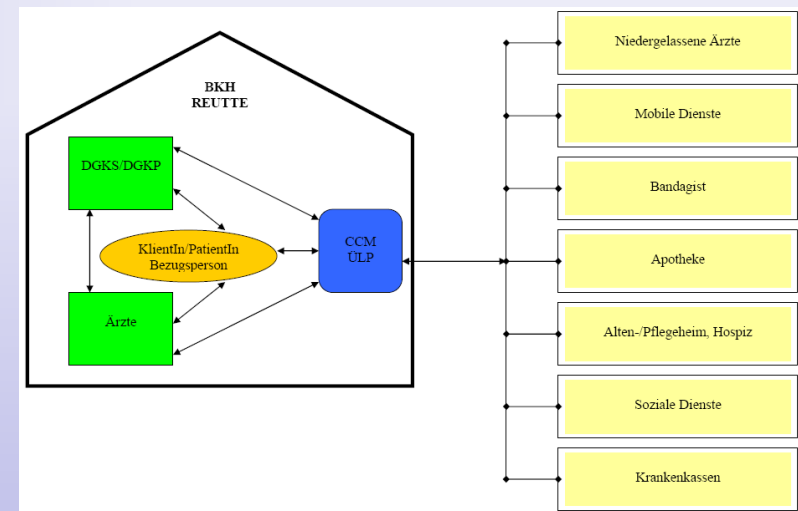 BKH
REUTTE
DGKS/DGKP
KlientIn/PatientIn
Bezugsperson
Ärzte
CCM
ÜLP
Niedergelassene Ärzte
Mobile Dienste
Bandagist
Apotheke
Alten-/Pflegeheim, Hospiz
Soziale Dienste
Krankenkassen